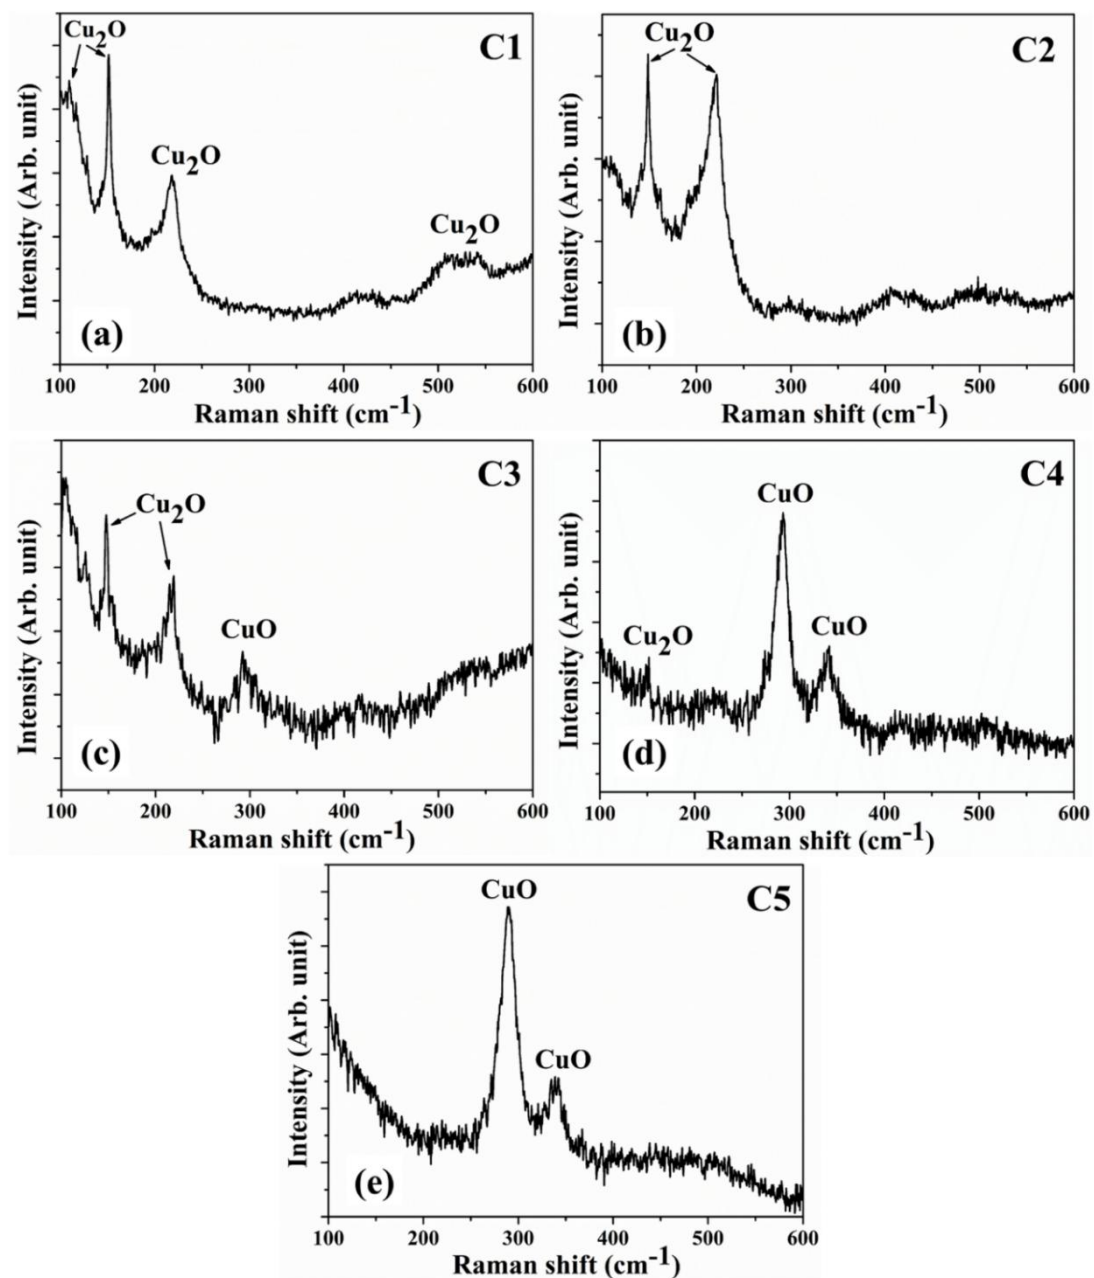 Cu2O
C1
Cu2O
Cu2O
Intensity (Arb. unit)
(a)
100 200 300 400 500 600
Raman shift (cm-1)
Cu2O
C2
Intensity (Arb. unit)
(b)
100 200 300 400 500 600
Raman shift (cm-1)
C3
Cu2O
CuO
Intensity (Arb. unit)
(c)
100 200 300 400 500 600
Raman shift (cm-1)
C4
CuO
Cu2O
CuO
Intensity (Arb. unit)
(d)
100 200 300 400 500 600
Raman shift (cm-1)
CuO
C5
CuO
Intensity (Arb. unit)
(e)
100 200 300 400 500 600
Raman shift (cm-1)